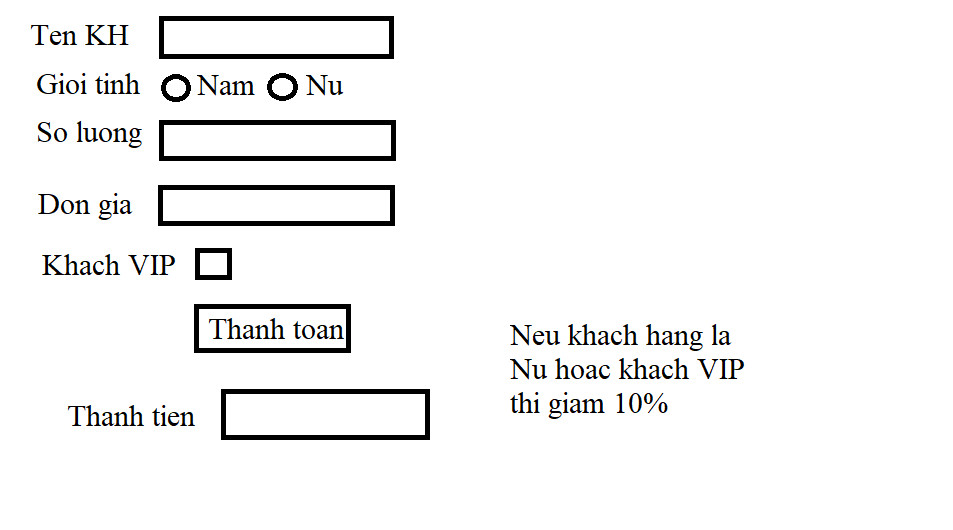 Ten KH
Gioi tinh Nam Nu
So luong
Don gia
Khach VIP
Thanh toan
Neu khach hang la
Nu hoac khach VIP
thi giam 10%
Thanh tien